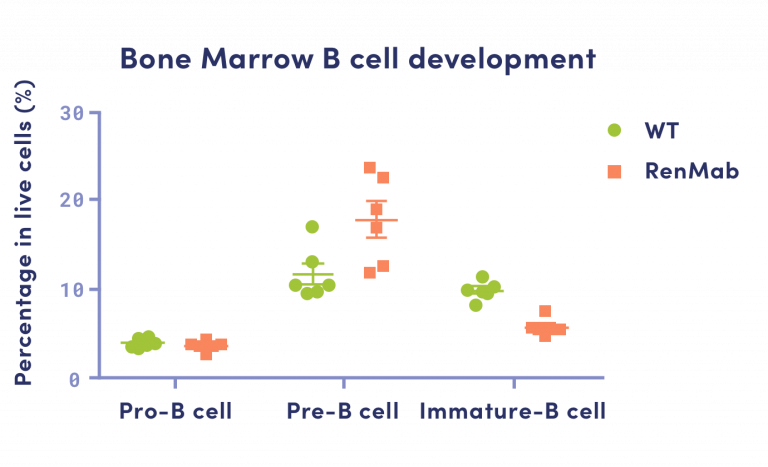 Bone Marrow B cell development
Percentage in live cells (%)
30
20
10
0
Pro-B cell
Pre-B cell
Immature-B cell
WT
RenMab